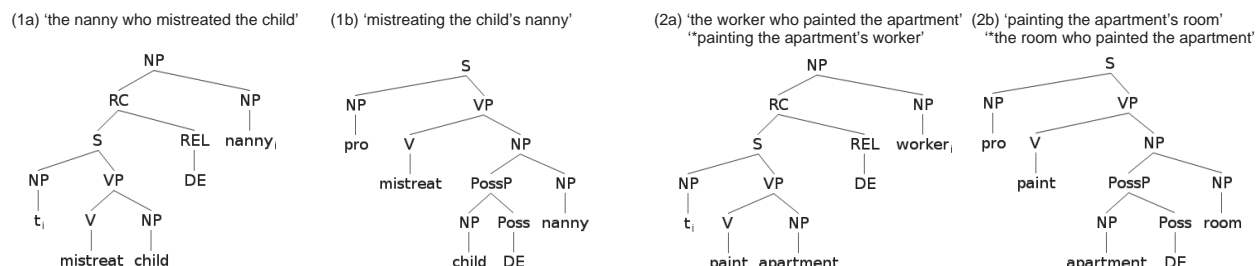 (1a) ‘the nanny who mistreated the child’ (1b) ‘mistreating the child’s nanny’ (2a) ‘the worker who painted the apartment’ (2b) ‘painting the apartment’s room’
‘*painting the apartment’s worker’ ‘*the room who painted the apartment’
NP S NP S
RC NP NP VP RC NP NP VP
S REL nanny i pro V NP S REL worker i pro V NP
NP VP DE mistreat PossP NP NP VP DE paint PossP NP
t i V NP NP Poss nanny t i V NP NP Poss room
mistreat child child DE paint apartment apartment DE